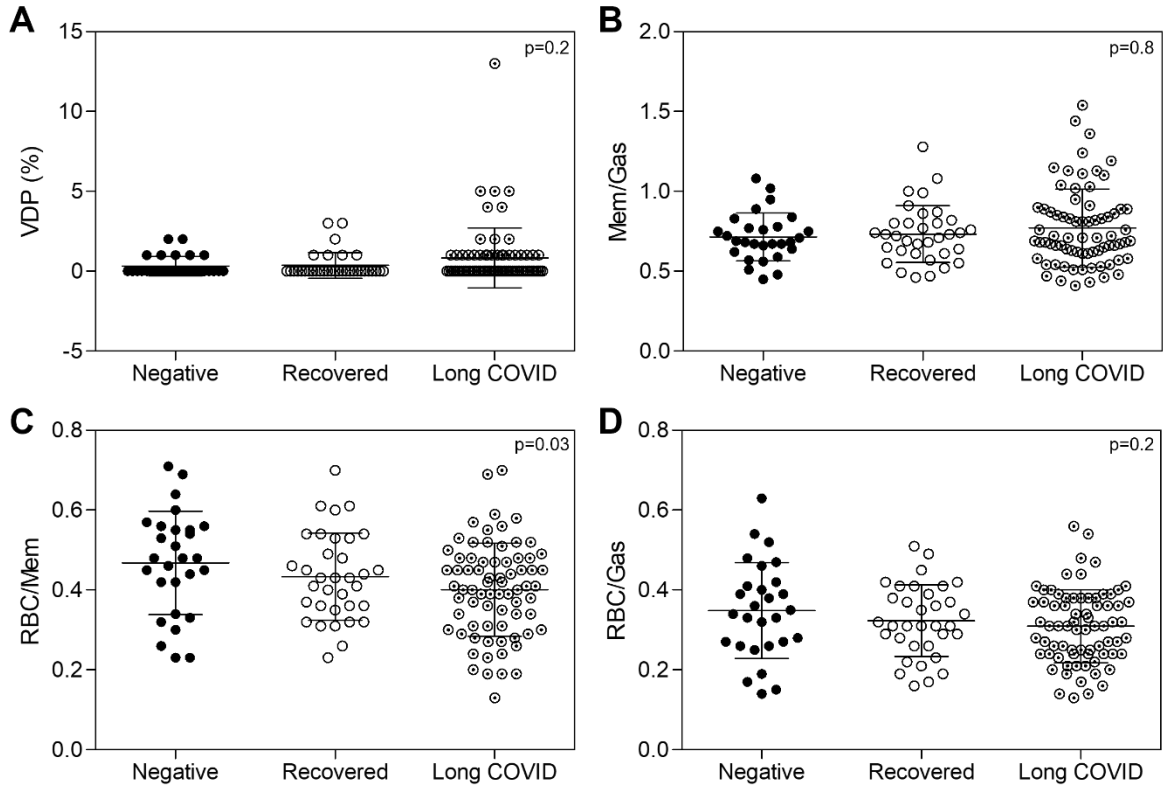 A
VDP (%)
15
10
5
0
-5
p=0.2
Negative Recovered Long COVID
B
Mem/Gas
2.0
1.5
1.0
0.5
0.0
p=0.8
Negative Recovered Long COVID
C
RBC/Mem
0.8
0.6
0.4
0.2
0.0
p=0.03
Negative Recovered Long COVID
D
RBC/Gas
0.8
0.6
0.4
0.2
0.0
p=0.2
Negative Recovered Long COVID